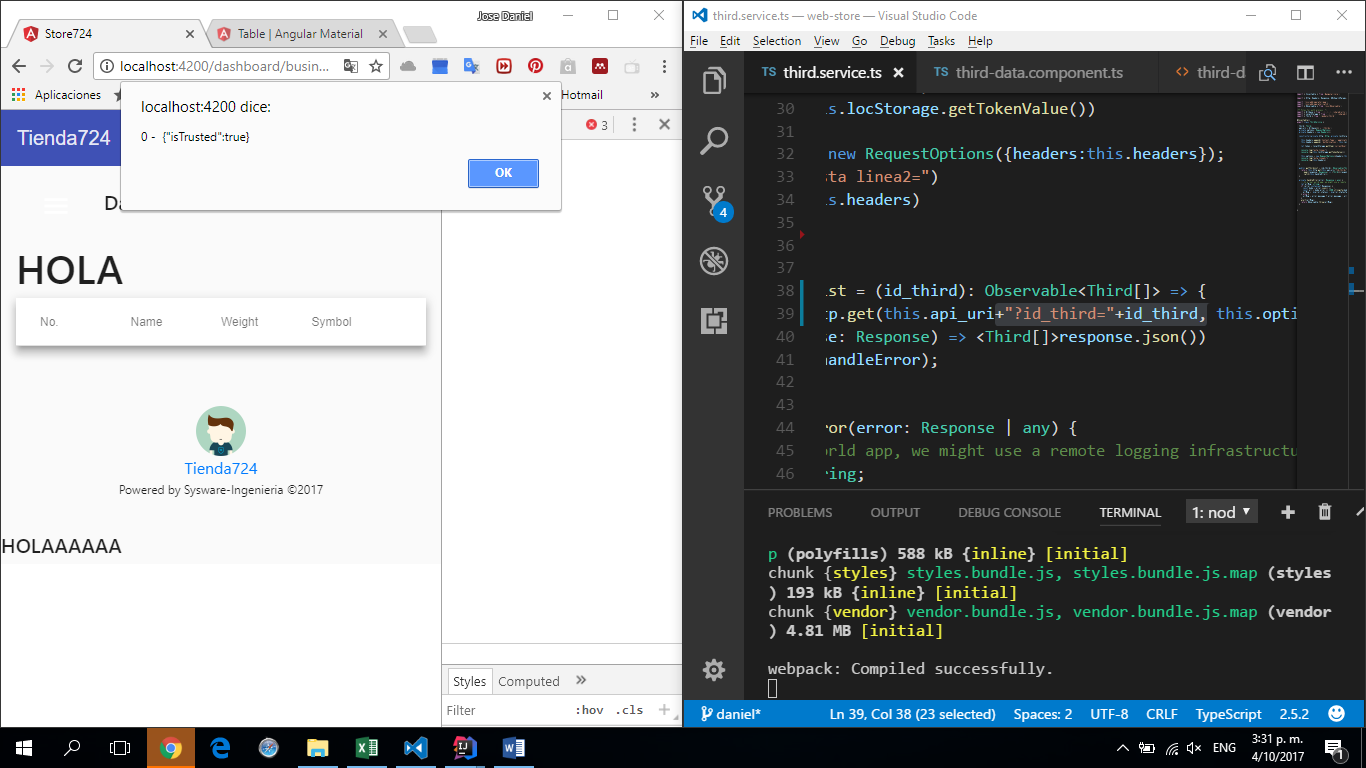 Jose Daniel
Store724
Table | Angular Material
localhost:4200/dashboard/busin...
Aplicaciones
Hotmail
»
localhost:4200 dice:
0 - {"isTrusted":true}
OK
Tienda724
3
HOLA
No. Name Weight Symbol
Tienda724
Powered by Sysware-Ingenieria ©2017
HOLAAAAAA
Styles Computed »
Filter :hov .cls +
third.service.ts — web-store — Visual Studio Code
File Edit Selection View Go Debug Tasks Help
TS third.service.ts TS third-data.component.ts <> third-d
4
30 s.locStorage.getTokenValue())
31
32 new RequestOptions({headers:this.headers});
33 sta linea2=")
34 s.headers)
35
36
37
38 st = (id_third): Observable<Third[]> => {
39 tp.get(this.api_uri+"?id_third="+id_third, this.opti
40 se: Response) => <Third[]>response.json())
41 handleError);
42
43
44 ror(error: Response | any) {
45 orld app, we might use a remote logging infrastructu
46 ring;
PROBLEMS OUTPUT DEBUG CONSOLE TERMINAL 1: nod
p (polyfills) 588 kB {inline} [initial]
chunk {styles} styles.bundle.js, styles.bundle.js.map (styles
) 193 kB {inline} [initial]
chunk {vendor} vendor.bundle.js, vendor.bundle.js.map (vendor
) 4.81 MB [initial]
webpack: Compiled successfully.
daniel* Ln 39, Col 38 (23 selected) Spaces: 2 UTF-8 CRLF TypeScript 2.5.2
ENG
3:31 p. m.
4/10/2017
1